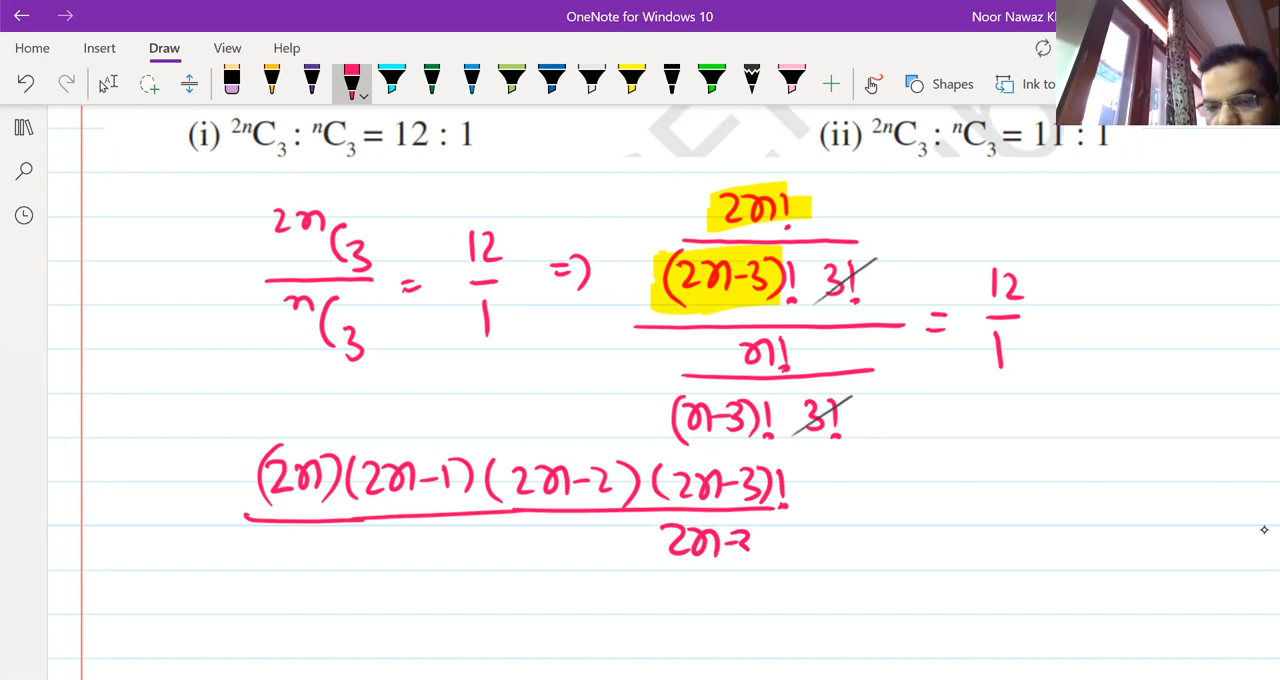 OneNote for Windows 10
Noor Nawaz Kh
Home Insert Draw View Help
Shapes Ink to
(i) ²ⁿC₃ : ⁿC₃ = 12 : 1
(ii) ²ⁿC₃ : ⁿC₃ = 11 : 1
²ⁿC₃ / ⁿC₃ = 12/1 => (2n! / ((2n-3)! 3!)) / (n! / ((n-3)! 3!)) = 12/1
(2n)(2n-1)(2n-2)(2n-3)!
2n-3